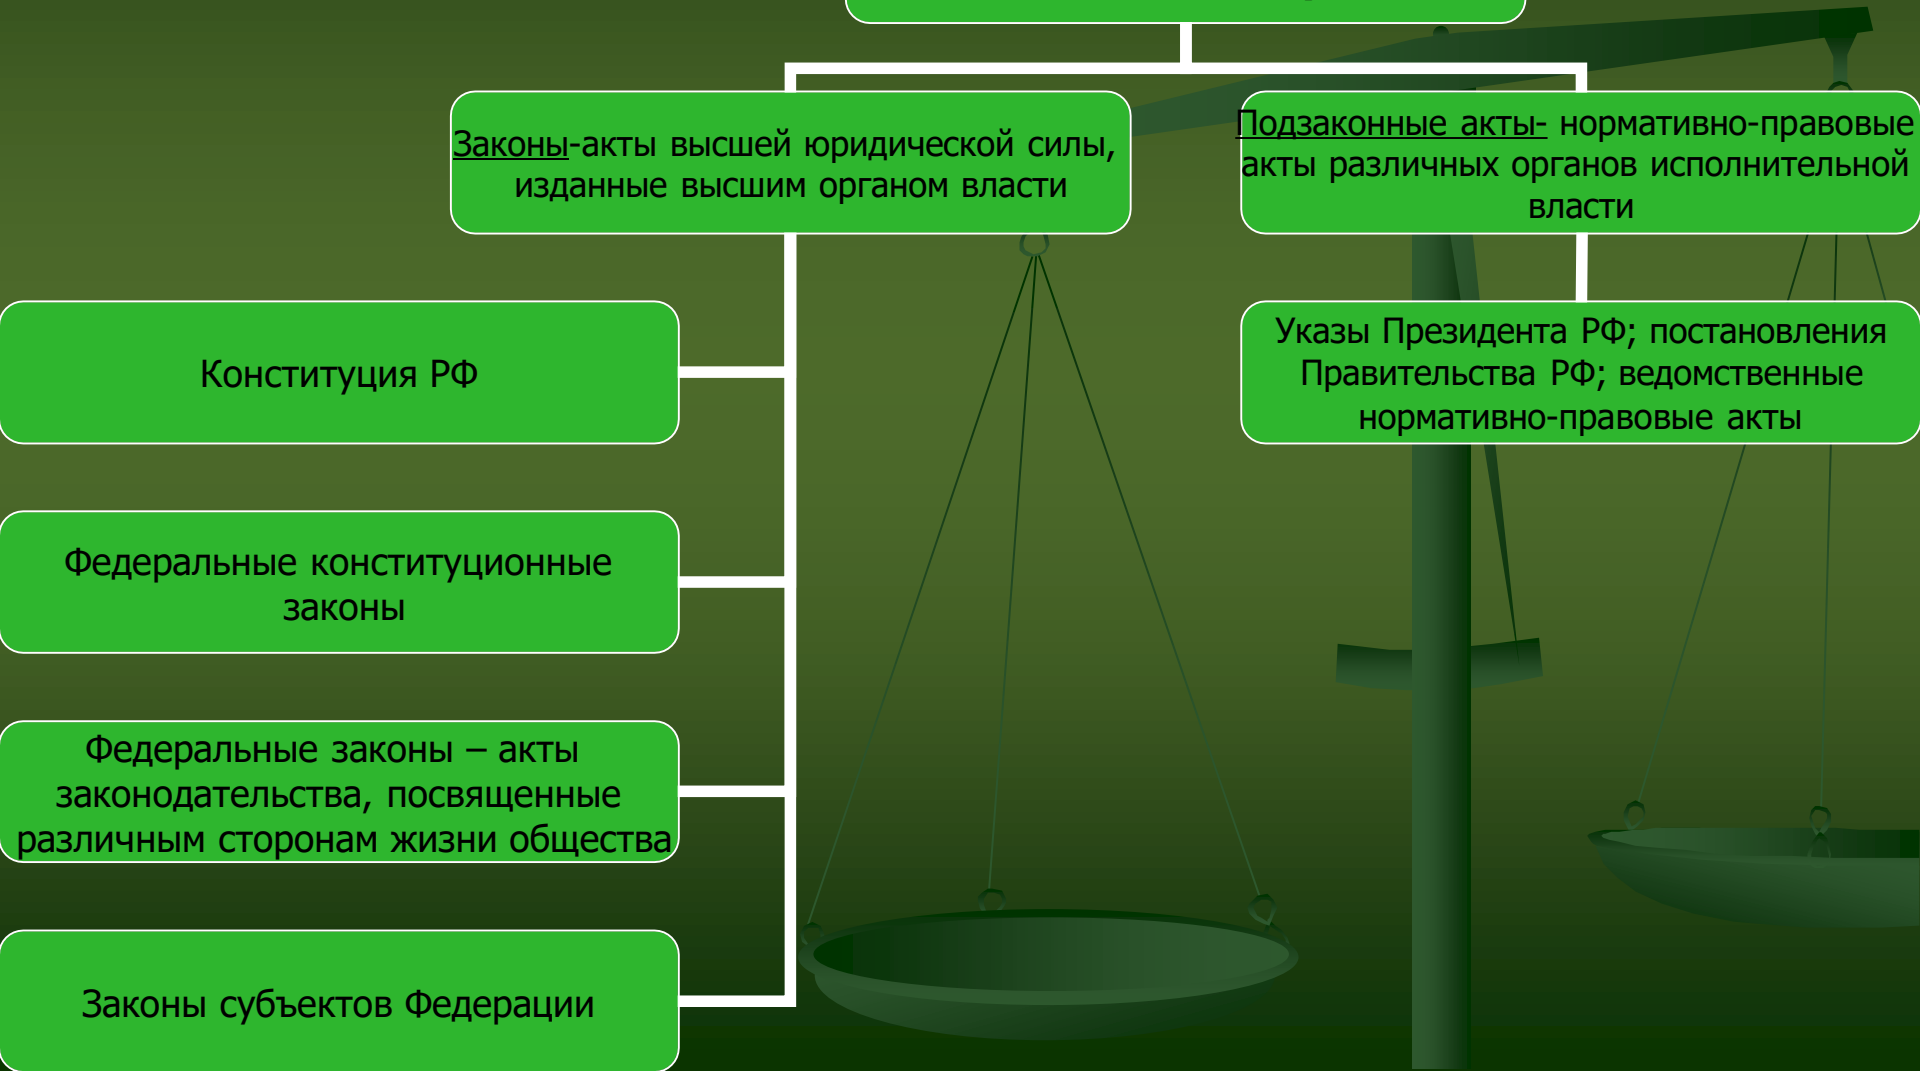 Законы-акты высшей юридической силы,
изданные высшим органом власти
Подзаконные акты- нормативно-правовые
акты различных органов исполнительной
власти
Конституция РФ
Указы Президента РФ; постановления
Правительства РФ; ведомственные
нормативно-правовые акты
Федеральные конституционные
законы
Федеральные законы – акты
законодательства, посвященные
различным сторонам жизни общества
Законы субъектов Федерации